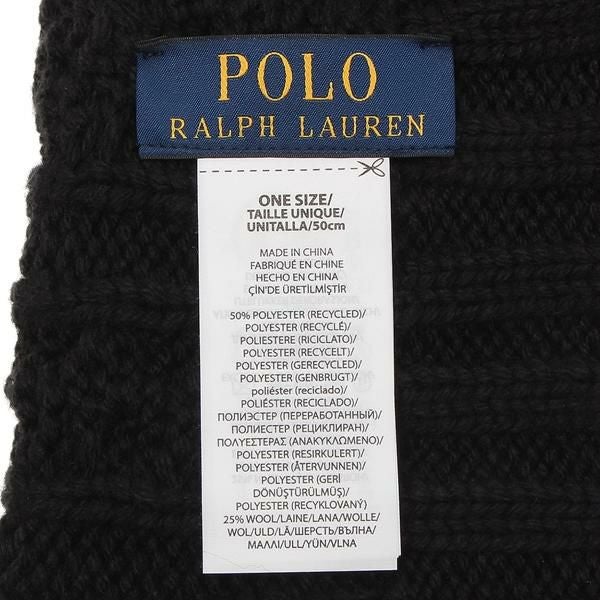 POLO
RALPH LAUREN
ONE SIZE/
TAILLE UNIQUE/
UNITALLA/50cm
MADE IN CHINA
FABRIQUÉ EN CHINE
HECHO EN CHINA
ÇİN'DE ÜRETİLMİŞTİR
50% POLYESTER (RECYCLED)/
POLYESTER (RECYCLÉ)/
POLIESTERE (RICICLATO)/
POLYESTER (RECYCELT)/
POLYESTER (GERECYCLED)/
POLYESTER (GENBRUGT)/
poliéster (reciclado)/
POLIÉSTER (RECICLADO)/
ПОЛИЭСТЕР (ПЕРЕРАБОТАННЫЙ)/
ПОЛИЕСТЕР (РЕЦИКЛИРАН)/
ΠΟΛΥΕΣΤΕΡΑΣ (ΑΝΑΚΥΚΛΩΜΕΝΟ)/
POLYESTER (RESIRKULERT)/
POLYESTER (ÅTERVUNNEN)/
POLYESTER (GERİ
DÖNÜŞTÜRÜLMÜŞ)/
POLYESTER (RECYKLOVANÝ)
25% WOOL/LAINE/LANA/WOLLE/
WOL/ULD/LÃ/ШЕРСТЬ/ВЪЛНА/
ΜΑΛΛΙ/ULL/YÜN/VLNA